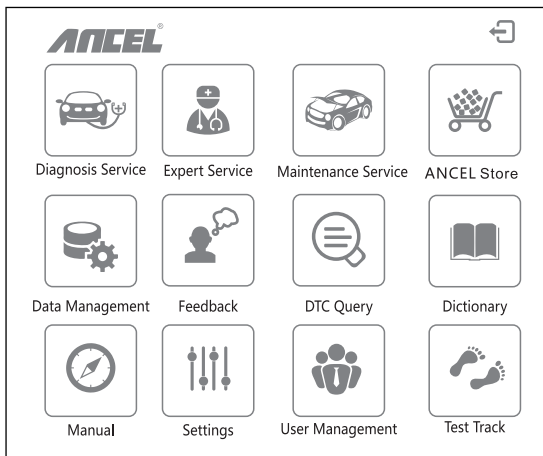 ANCEL®
Diagnosis Service Expert Service Maintenance Service ANCEL Store
Data Management Feedback DTC Query Dictionary
Manual Settings User Management Test Track